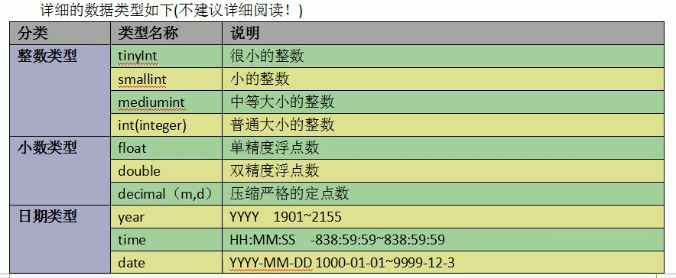 详细的数据类型如下(不建议详细阅读！)
分类 类型名称 说明
整数类型 tinyInt 很小的整数
smallint 小的整数
mediumint 中等大小的整数
int(integer) 普通大小的整数
小数类型 float 单精度浮点数
double 双精度浮点数
decimal（m,d） 压缩严格的定点数
日期类型 year YYYY 1901~2155
time HH:MM:SS -838:59:59~838:59:59
date YYYY-MM-DD 1000-01-01~9999-12-3